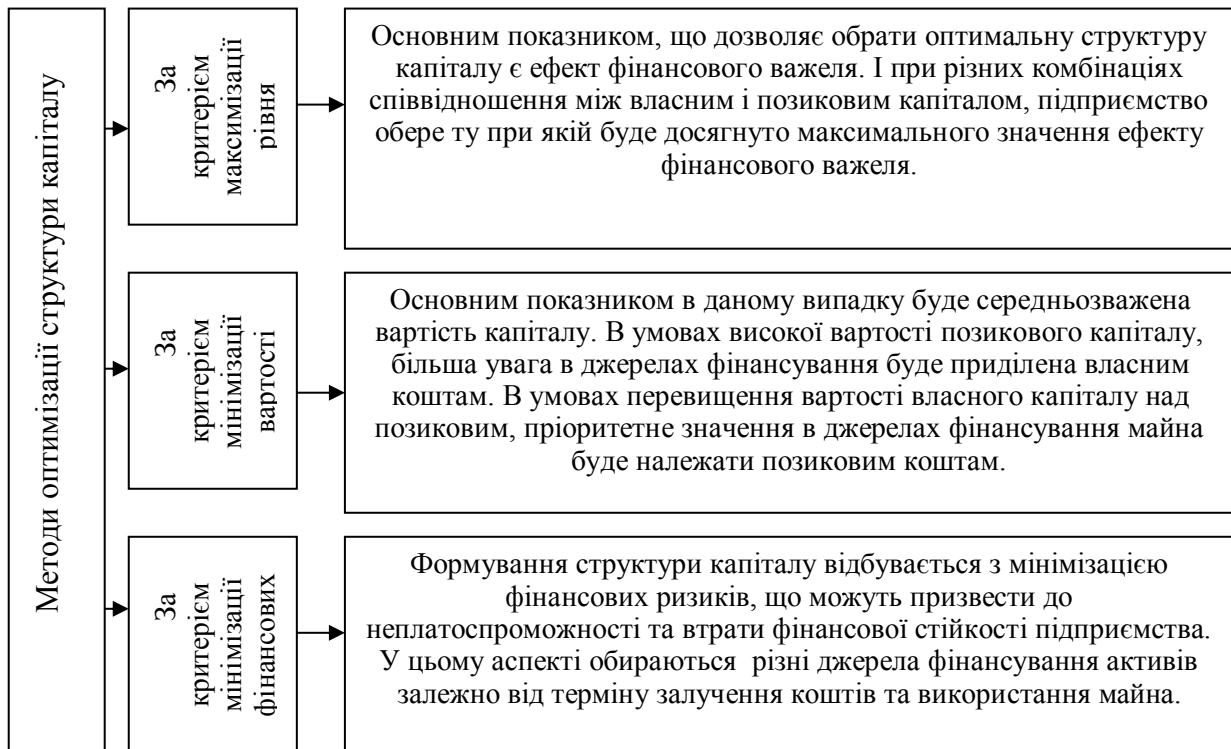 Методи оптимізації структури капіталу
За
критерієм
максимізації
рівня
Основним показником, що дозволяє обрати оптимальну структуру
капіталу є ефект фінансового важеля. І при різних комбінаціях
співвідношення між власним і позиковим капіталом, підприємство
обере ту при якій буде досягнуто максимального значення ефекту
фінансового важеля.
За
критерієм
мінімізації
вартості
Основним показником в даному випадку буде середньозважена
вартість капіталу. В умовах високої вартості позикового капіталу,
більша увага в джерелах фінансування буде приділена власним
коштам. В умовах перевищення вартості власного капіталу над
позиковим, пріоритетне значення в джерелах фінансування майна
буде належати позиковим коштам.
За
критерієм
мінімізації
фінансових
Формування структури капіталу відбувається з мінімізацією
фінансових ризиків, що можуть призвести до
неплатоспроможності та втрати фінансової стійкості підприємства.
У цьому аспекті обираються різні джерела фінансування активів
залежно від терміну залучення коштів та використання майна.